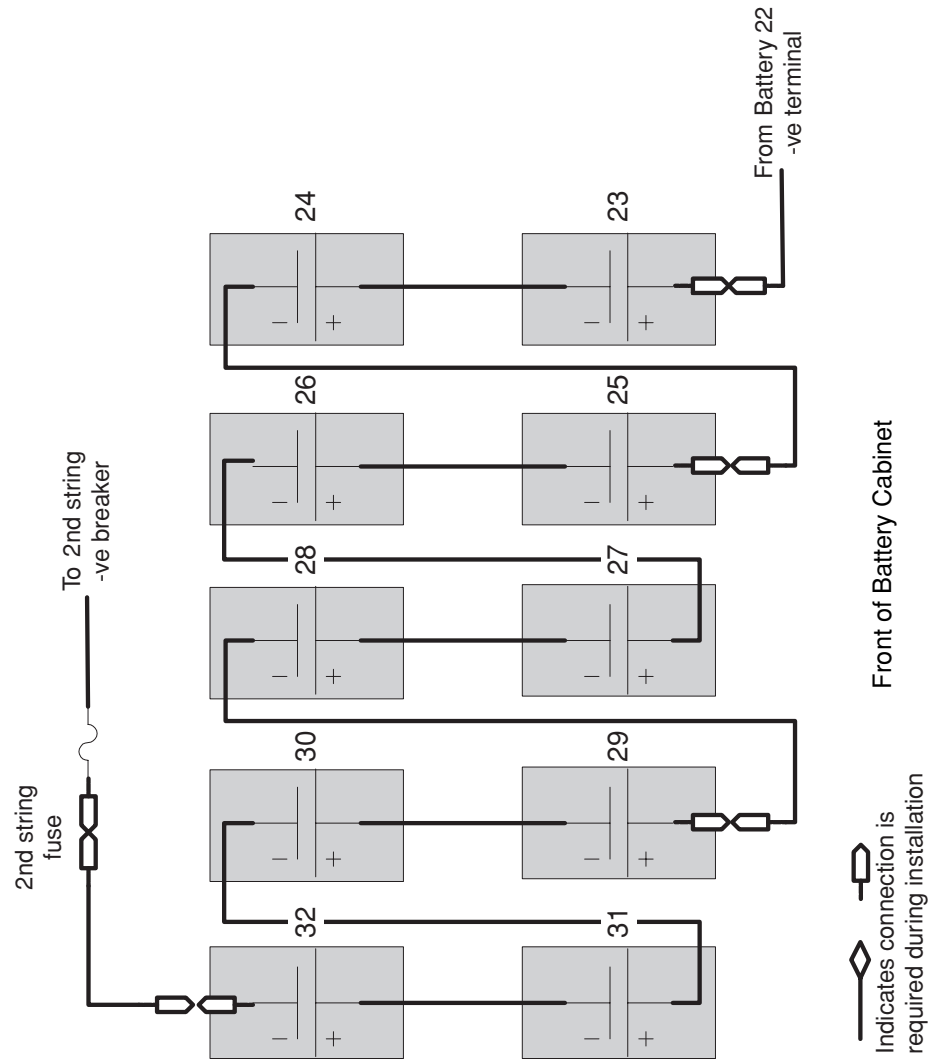 2nd string
fuse
To 2nd string
-ve breaker
32
30
28
26
24
- +
- +
- +
- +
- +
31
29
27
25
23
- +
- +
- +
- +
- +
From Battery 22
-ve terminal
Front of Battery Cabinet
Indicates connection is
required during installation